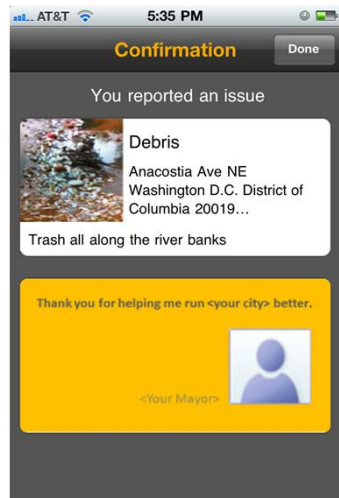 AT&T 5:35 PM
Confirmation Done
You reported an issue
Debris
Anacostia Ave NE
Washington D.C. District of
Columbia 20019...
Trash all along the river banks
Thank you for helping me run <your city> better.
<Your Mayor>